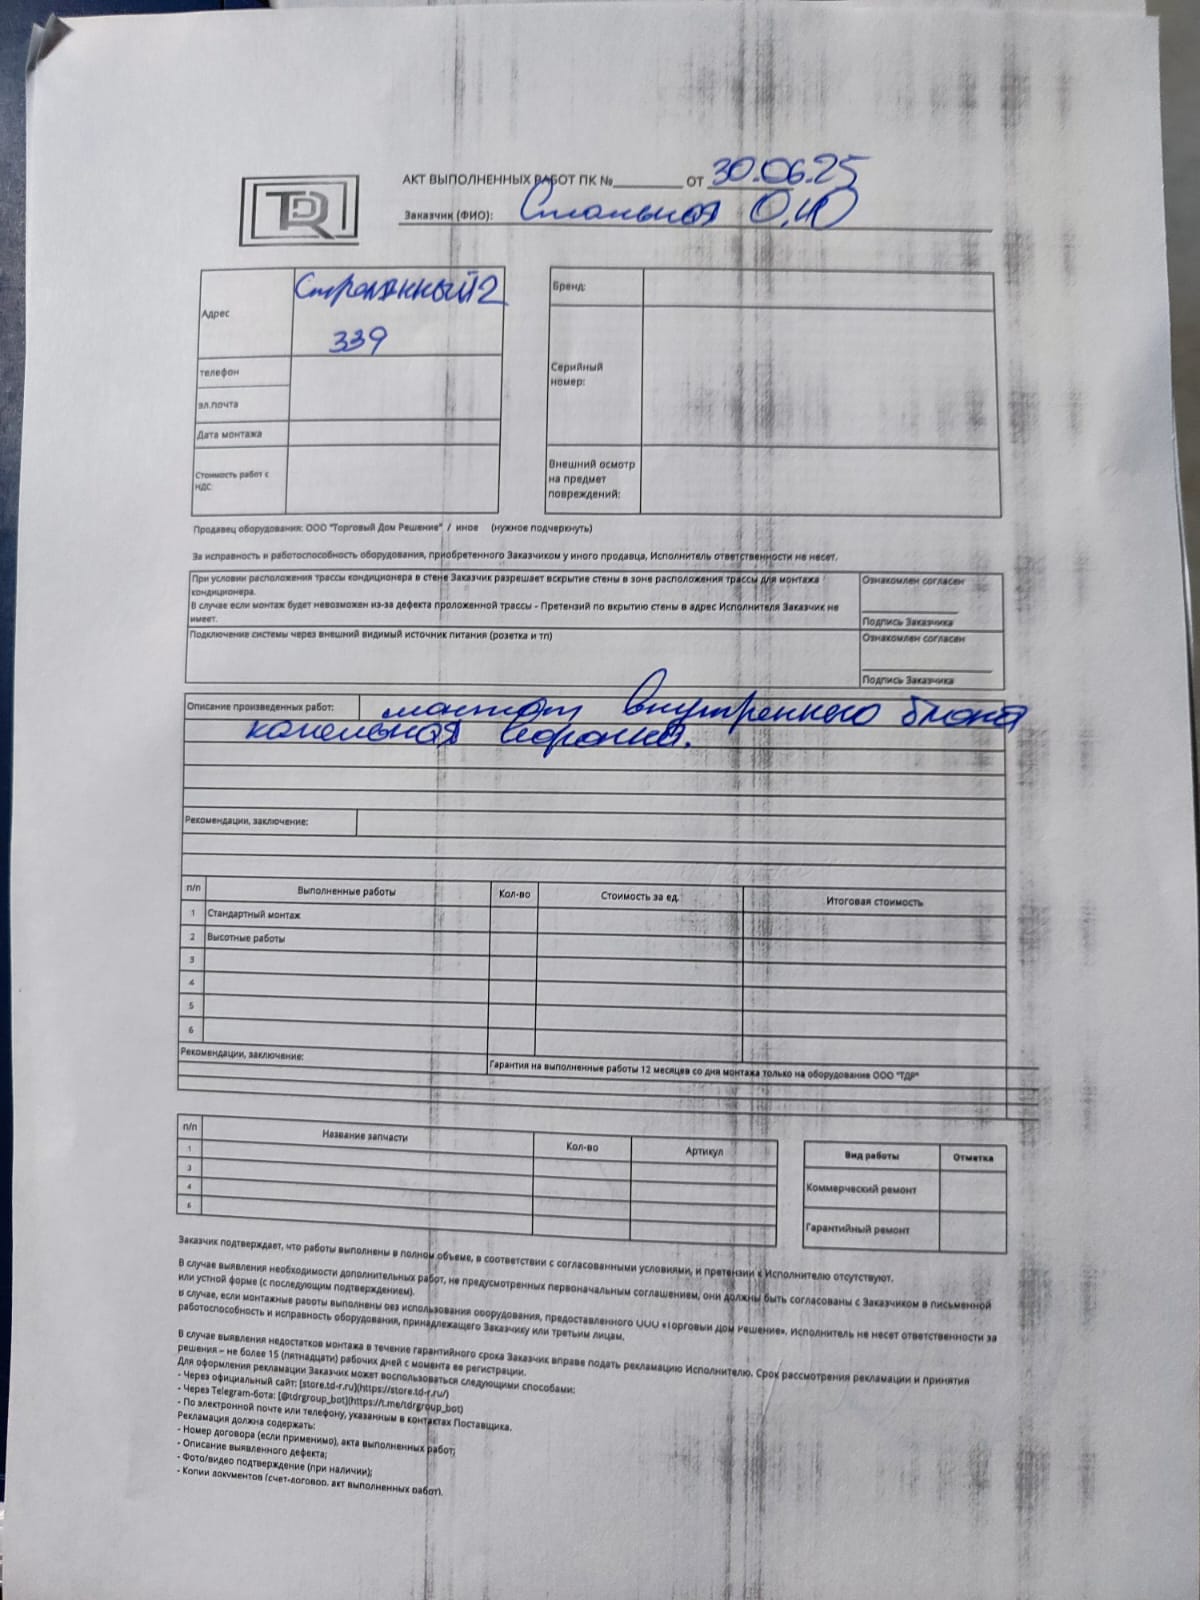 TDR
АКТ ВЫПОЛНЕННЫХ РАБОТ ПК №________ ОТ 30.06.25
Заказчик (ФИО): Стальная О.Ю
Адрес
339
телефон
эл.почта
Дата монтажа
Стоимость работ с НДС:
Бренд:
Серийный номер:
Внешний осмотр на предмет повреждений:
Продавец оборудования: ООО "Торговый Дом Решение" / иное (нужное подчеркнуть)
За исправность и работоспособность оборудования, приобретенного Заказчиком у иного продавца, Исполнитель ответственности не несет.
При условии расположения трассы кондиционера в стене Заказчик разрешает вскрытие стены в зоне расположения трассы для монтажа
кондиционера.
В случае если монтаж будет невозможен из-за дефекта проложенной трассы - Претензий по вкрытию стены в адрес Исполнителя Заказчик не
имеет.
Ознакомлен согласен
Подпись Заказчика
Подключение системы через внешний видимый источник питания (розетка и тп)
Ознакомлен согласен
Подпись Заказчика
Описание произведенных работ: монтаж внутреннего блока
капельная воронка.
Рекомендации, заключение:
п/п Выполненные работы Кол-во Стоимость за ед. Итоговая стоимость
1 Стандартный монтаж
2 Высотные работы
3
4
5
6
Рекомендации, заключение:
Гарантия на выполненные работы 12 месяцев со дня монтажа только на оборудование ООО "ТДР"
п/п Название запчасти Кол-во Артикул
1
3
4
6
Вид работы Отметка
Коммерческий ремонт
Гарантийный ремонт
Заказчик подтверждает, что работы выполнены в полном объеме, в соответствии с согласованными условиями, и претензии к Исполнителю отсутствуют.
В случае выявления необходимости дополнительных работ, не предусмотренных первоначальным соглашением, они должны быть согласованы с Заказчиком в письменной
или устной форме (с последующим подтверждением).
В случае, если монтажные работы выполнены без использования оборудования, предоставленного ООО «Торговый Дом Решение», Исполнитель не несет ответственности за
работоспособность и исправность оборудования, принадлежащего Заказчику или третьим лицам.
В случае выявления недостатков монтажа в течение гарантийного срока Заказчик вправе подать рекламацию Исполнителю. Срок рассмотрения рекламации и принятия
решения – не более 15 (пятнадцати) рабочих дней с момента ее регистрации.
Для оформления рекламации Заказчик может воспользоваться следующими способами:
- Через официальный сайт: [store.td-r.ru](https://store.td-r.ru/)
- Через Telegram-бота: [@tdrgroup_bot](https://t.me/tdrgroup_bot)
- По электронной почте или телефону, указанным в контактах Поставщика.
Рекламация должна содержать:
- Номер договора (если применимо), акта выполненных работ;
- Описание выявленного дефекта;
- Фото/видео подтверждение (при наличии);
- Копии документов (счет-договор, акт выполненных работ).